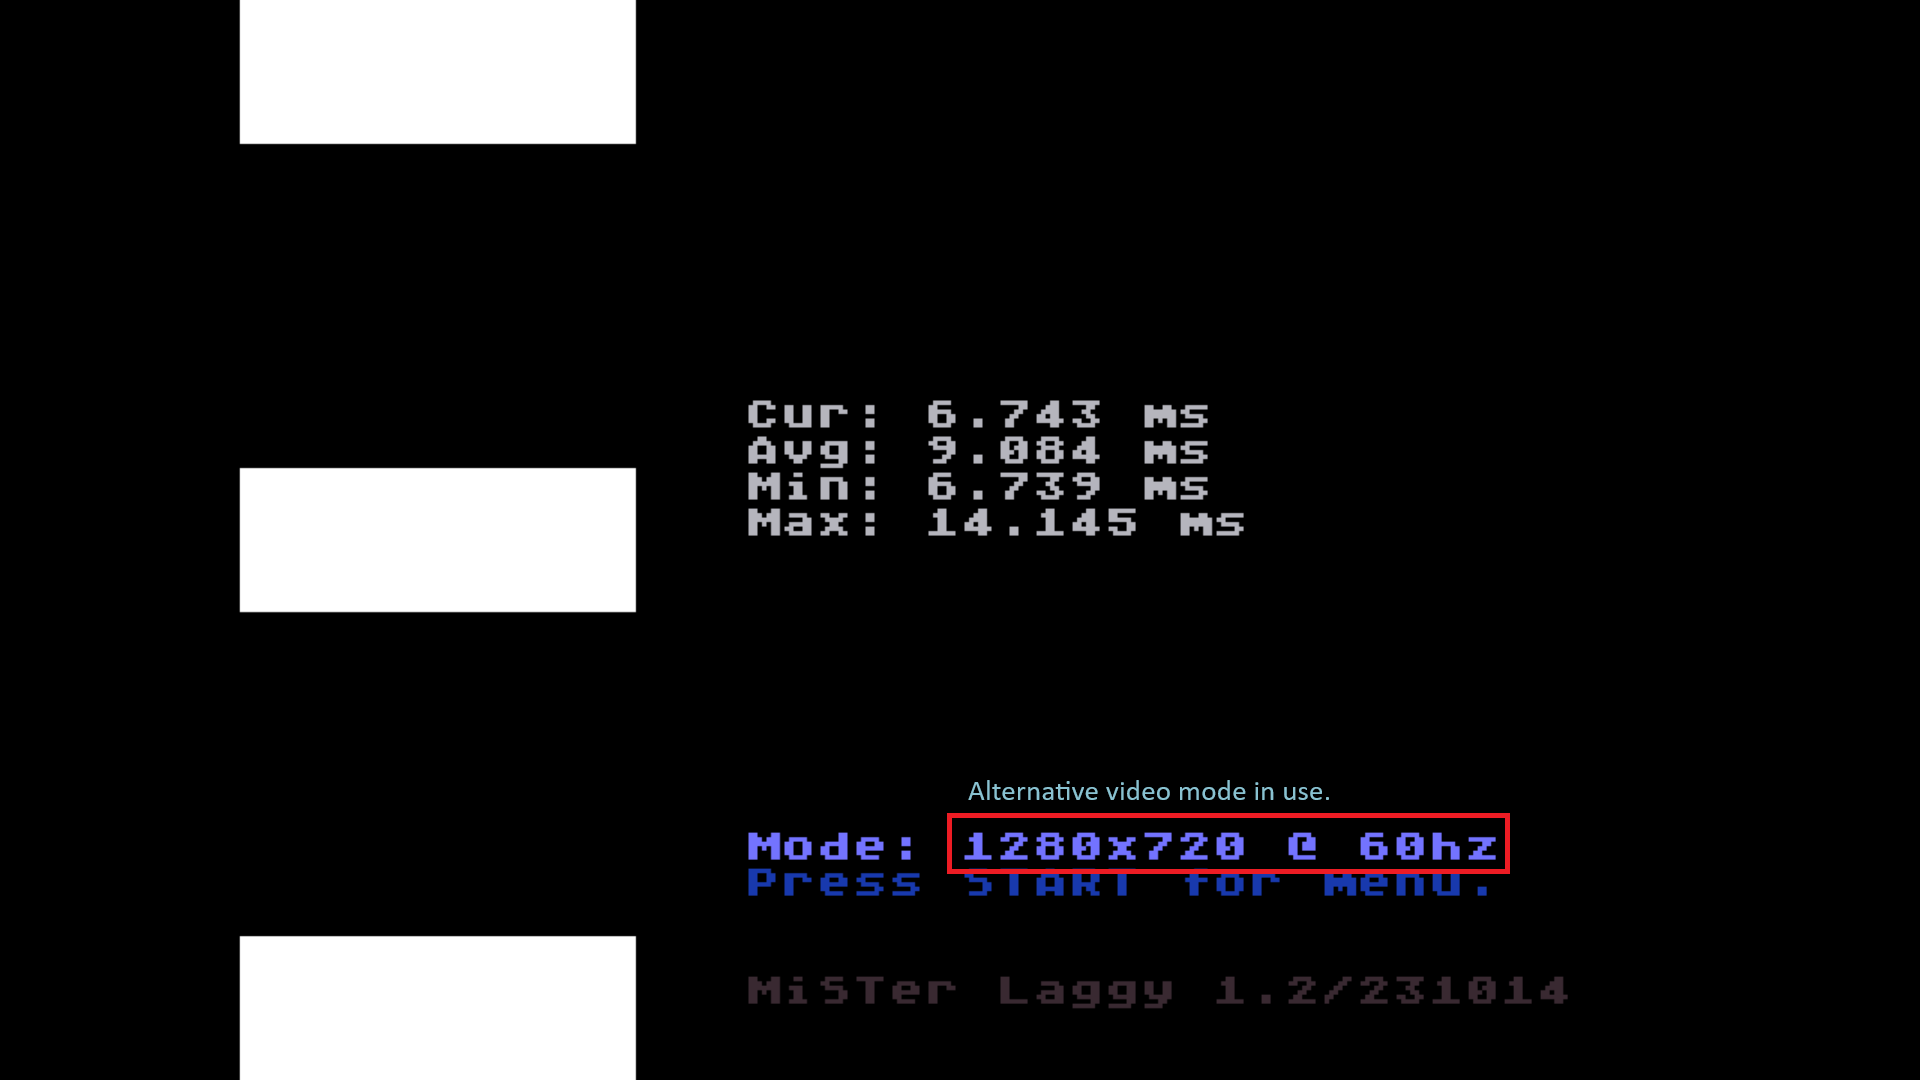 Cur: 6.743 ms
Avg: 9.084 ms
Min: 6.739 ms
Max: 14.145 ms
Alternative video mode in use.
Mode: 1280x720 @ 60hz
Press START for menu.
MiSTer Laggy 1.2/231014